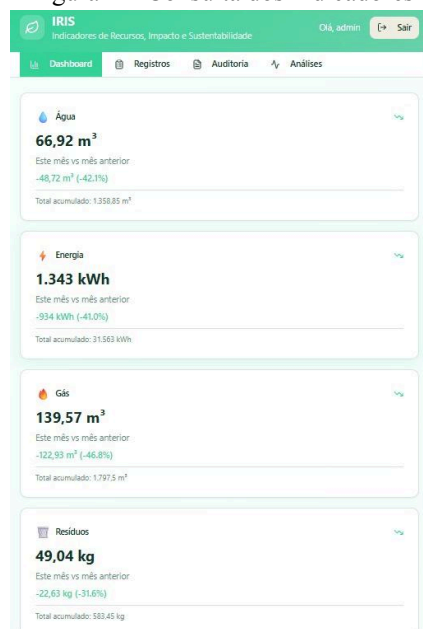 IRIS
Indicadores de Recursos, Impacto e Sustentabilidade
Olá, admin
Sair
Dashboard
Registros
Auditoria
Análises
Água
66,92 m³
Este mês vs mês anterior
-48,72 m³ (-42.1%)
Total acumulado: 1.358,85 m³
Energia
1.343 kWh
Este mês vs mês anterior
-934 kWh (-41.0%)
Total acumulado: 31.563 kWh
Gás
139,57 m³
Este mês vs mês anterior
-122,93 m³ (-46.8%)
Total acumulado: 1.797,5 m³
Resíduos
49,04 kg
Este mês vs mês anterior
-22,63 kg (-31.6%)
Total acumulado: 583,45 kg